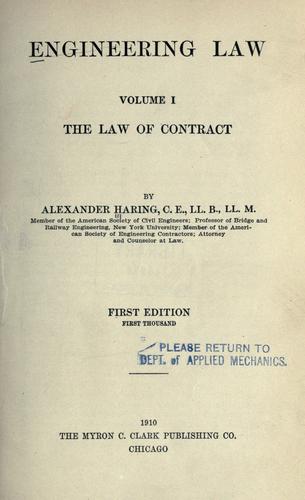 ENGINEERING LAW
VOLUME I
THE LAW OF CONTRACT
BY
ALEXANDER HARING, C. E., LL. B., LL. M.
Member of the American Society of Civil Engineers; Professor of Bridge and
Railway Engineering, New York University; Member of the Ameri-
can Society of Engineering Contractors; Attorney
and Counselor at Law.
FIRST EDITION
FIRST THOUSAND
PLEASE RETURN TO
DEPT. of APPLIED MECHANICS.
1910
THE MYRON C. CLARK PUBLISHING CO.
CHICAGO